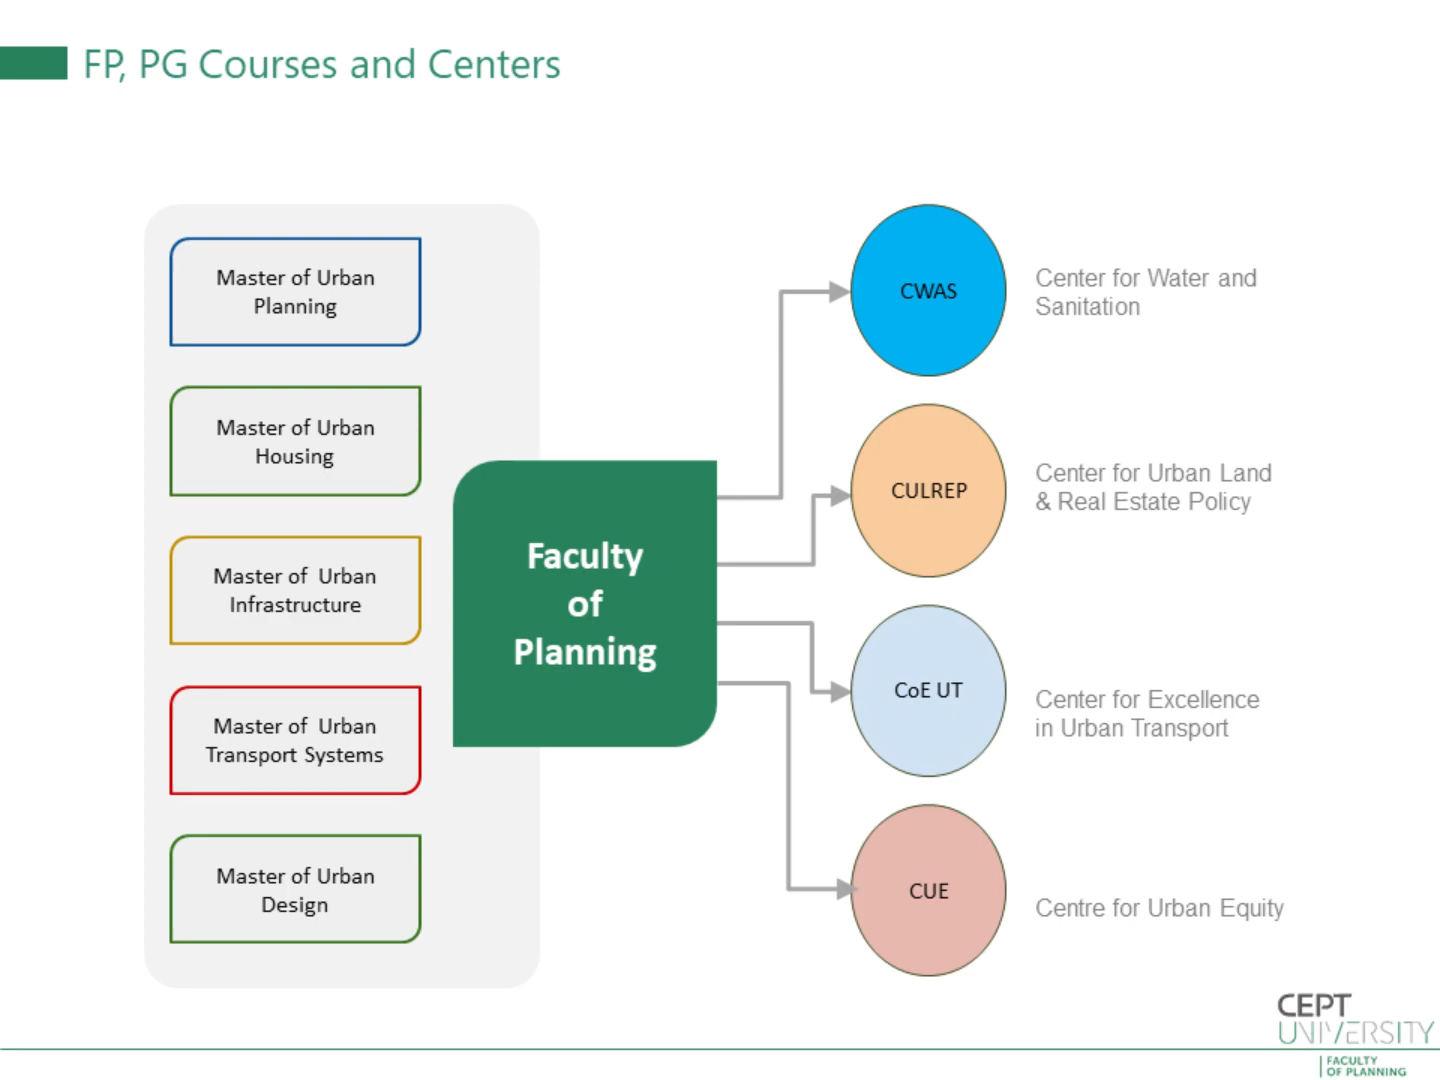 FP, PG Courses and Centers
Master of Urban
Planning
Master of Urban
Housing
Master of Urban
Infrastructure
Master of Urban
Transport Systems
Master of Urban
Design
Faculty
of
Planning
CWAS
Center for Water and
Sanitation
CULREP
Center for Urban Land
& Real Estate Policy
CoE UT
Center for Excellence
in Urban Transport
CUE
Centre for Urban Equity
CEPT
UNIVERSITY
FACULTY
OF PLANNING